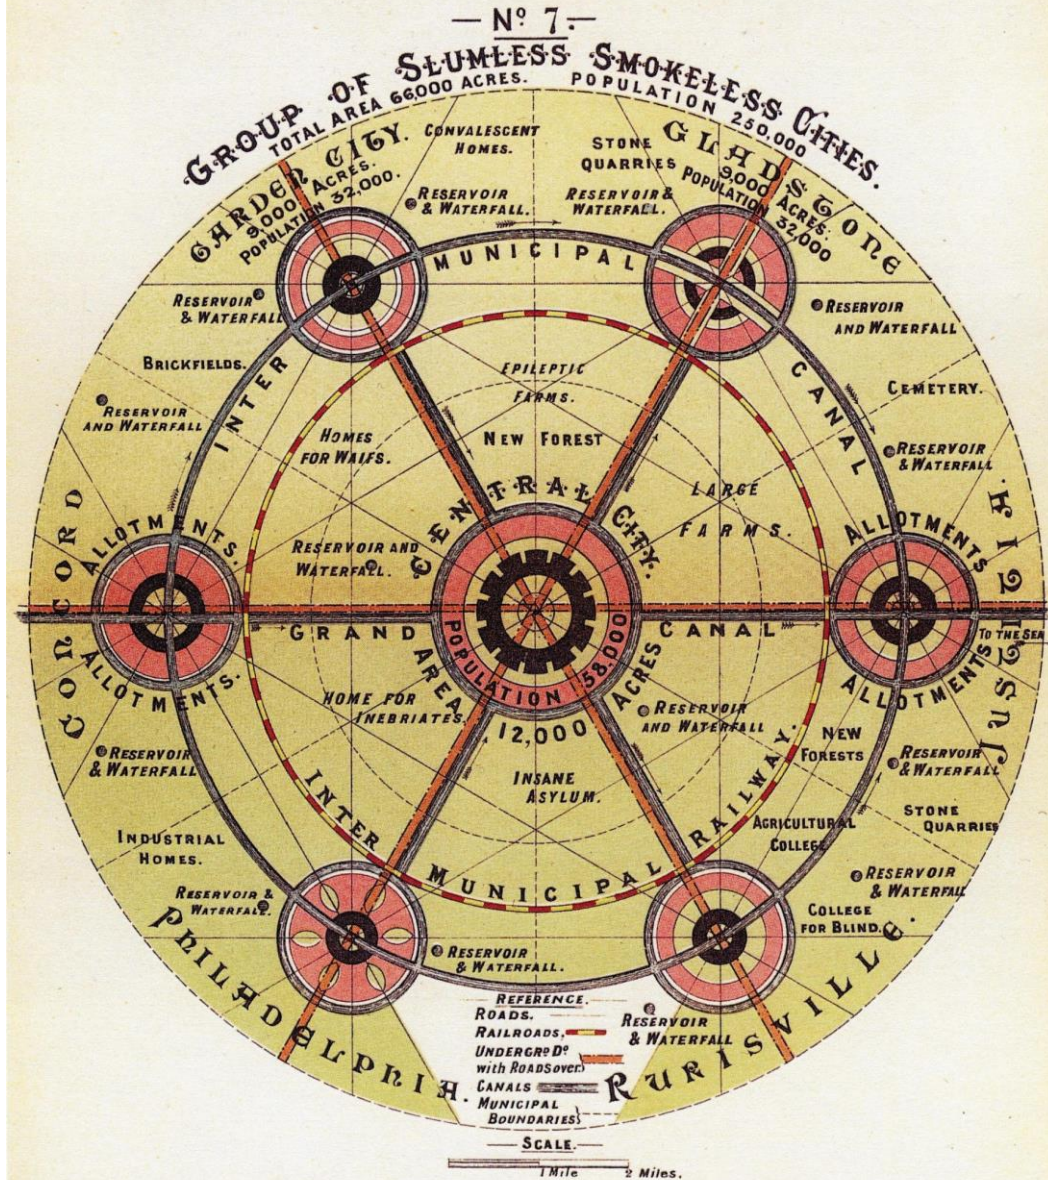 — Nº 7. —
GROUP OF SLUMLESS SMOKELESS CITIES.
TOTAL AREA 66,000 ACRES. POPULATION 250,000
GARDEN CITY.
9,000 ACRES.
POPULATION 32,000.
CONVALESCENT
HOMES.
STONE
QUARRIES
GLADSTONE
9,000 ACRES.
POPULATION 32,000
RESERVOIR
& WATERFALL.
RESERVOIR &
WATERFALL.
INTER MUNICIPAL CANAL
RESERVOIR
& WATERFALL
RESERVOIR
AND WATERFALL
BRICKFIELDS.
EPILEPTIC
FARMS.
CEMETERY.
RESERVOIR
AND WATERFALL
HOMES
FOR WAIFS.
NEW FOREST
RESERVOIR
& WATERFALL
LARGE
FARMS.
CENTRAL CITY.
CONCORD
ALLOTMENTS.
ALLOTMENTS
RESERVOIR AND
WATERFALL.
GRAND CANAL
POPULATION 58,000
AREA 12,000 ACRES
TO THE SEA
ALLOTMENTS.
ALLOTMENTS
HOME FOR
INEBRIATES.
RESERVOIR
AND WATERFALL
RESERVOIR
& WATERFALL
NEW
FORESTS
RESERVOIR
& WATERFALL
INSANE
ASYLUM.
INTER MUNICIPAL RAILWAY.
INDUSTRIAL
HOMES.
AGRICULTURAL
COLLEGE
STONE
QUARRIES
RESERVOIR &
WATERFALL.
RESERVOIR
& WATERFALL
COLLEGE
FOR BLIND.
RESERVOIR
& WATERFALL.
PHILADELPHIA.
RURISVILLE.
REFERENCE.
ROADS.
RAILROADS,
UNDERGRD Dº
with ROADS over.
CANALS
MUNICIPAL
BOUNDARIES
RESERVOIR
& WATERFALL
SCALE.
1 Mile 2 Miles.